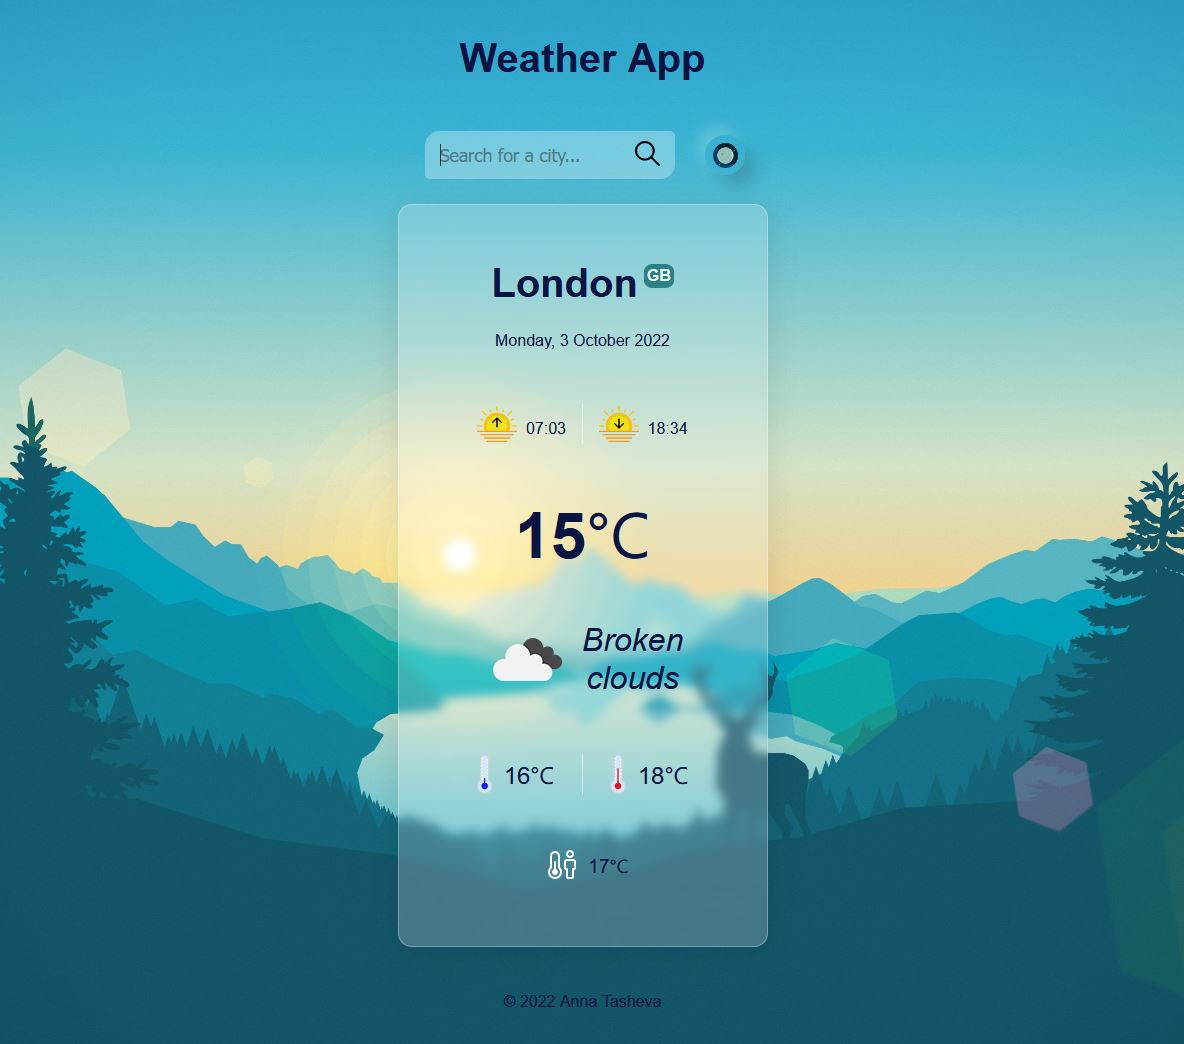 Weather App
Search for a city...
London GB
Monday, 3 October 2022
07:03 18:34
15°C
Broken
clouds
16°C 18°C
17°C
© 2022 Anna Tasheva